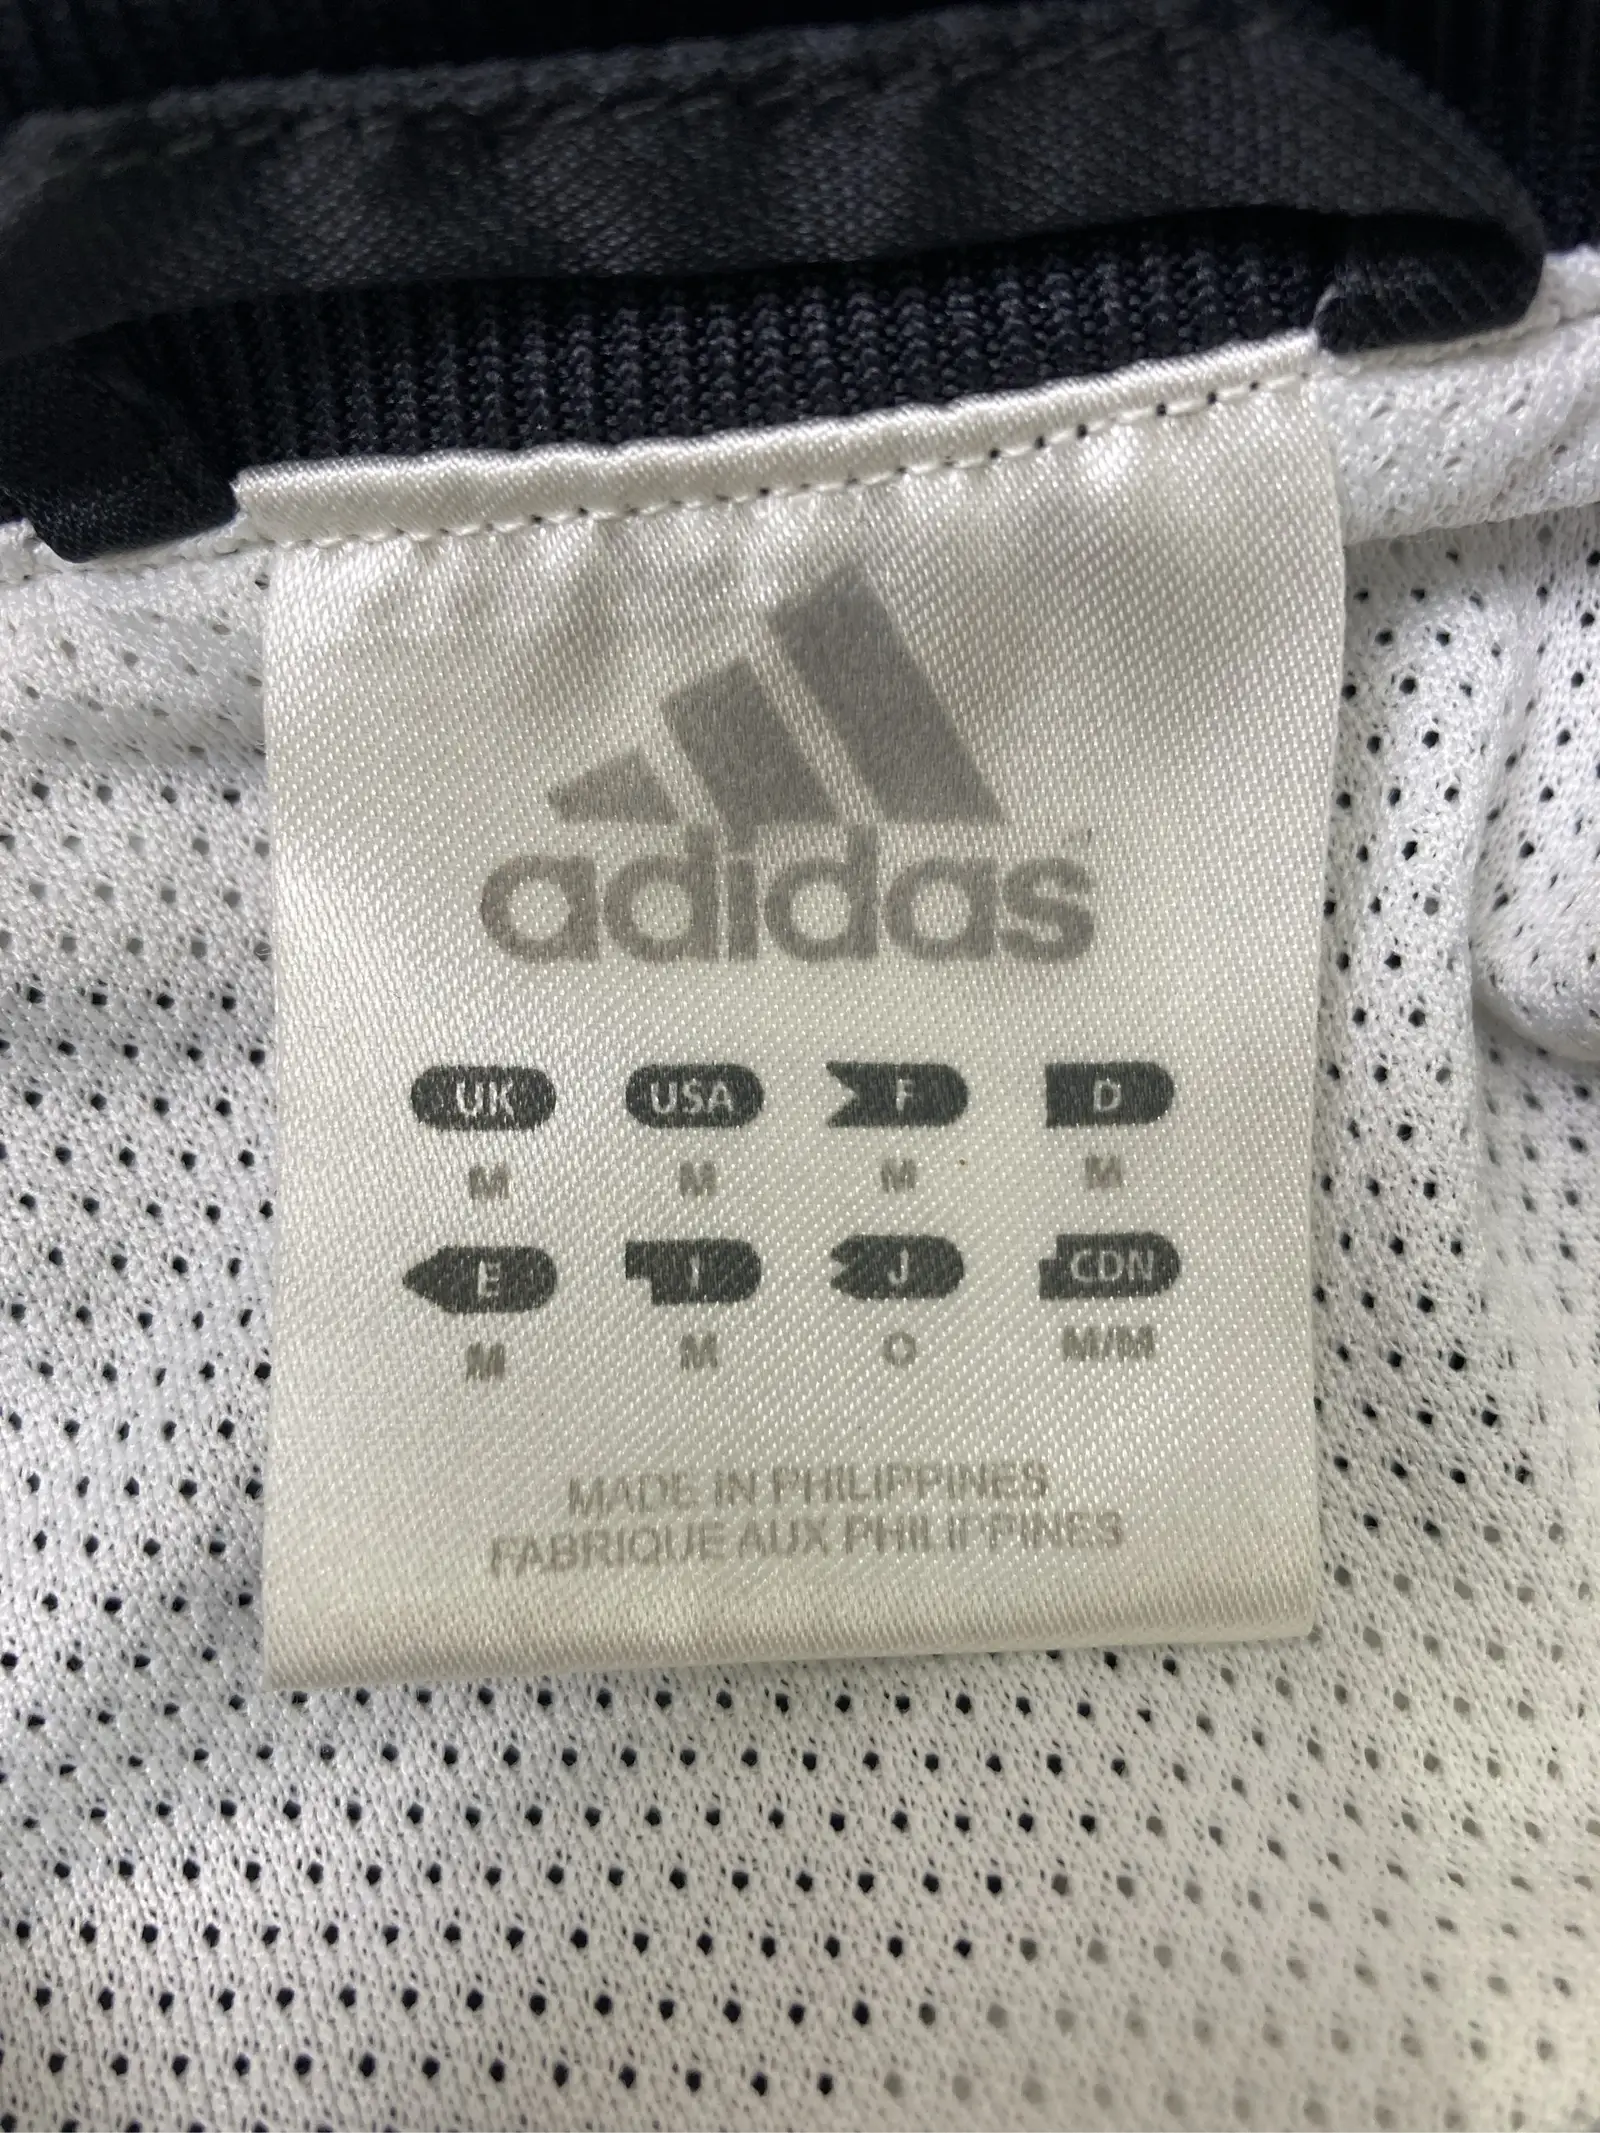 adidas
UK USA F D
M M M M
E I J CDN
M M O M/M
MADE IN PHILIPPINES
FABRIQUE AUX PHILIPPINES